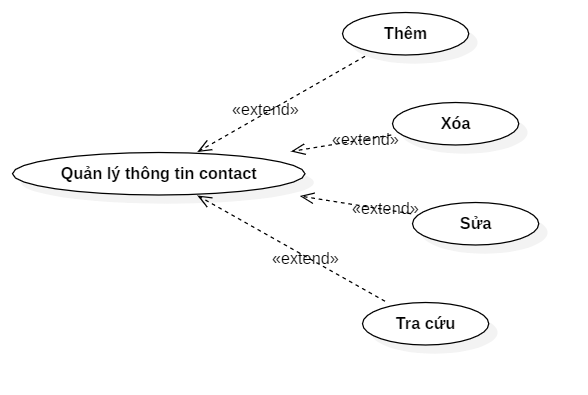 Thêm
«extend»
Xóa
«extend»
Quản lý thông tin contact
«extend»
Sửa
«extend»
Tra cứu